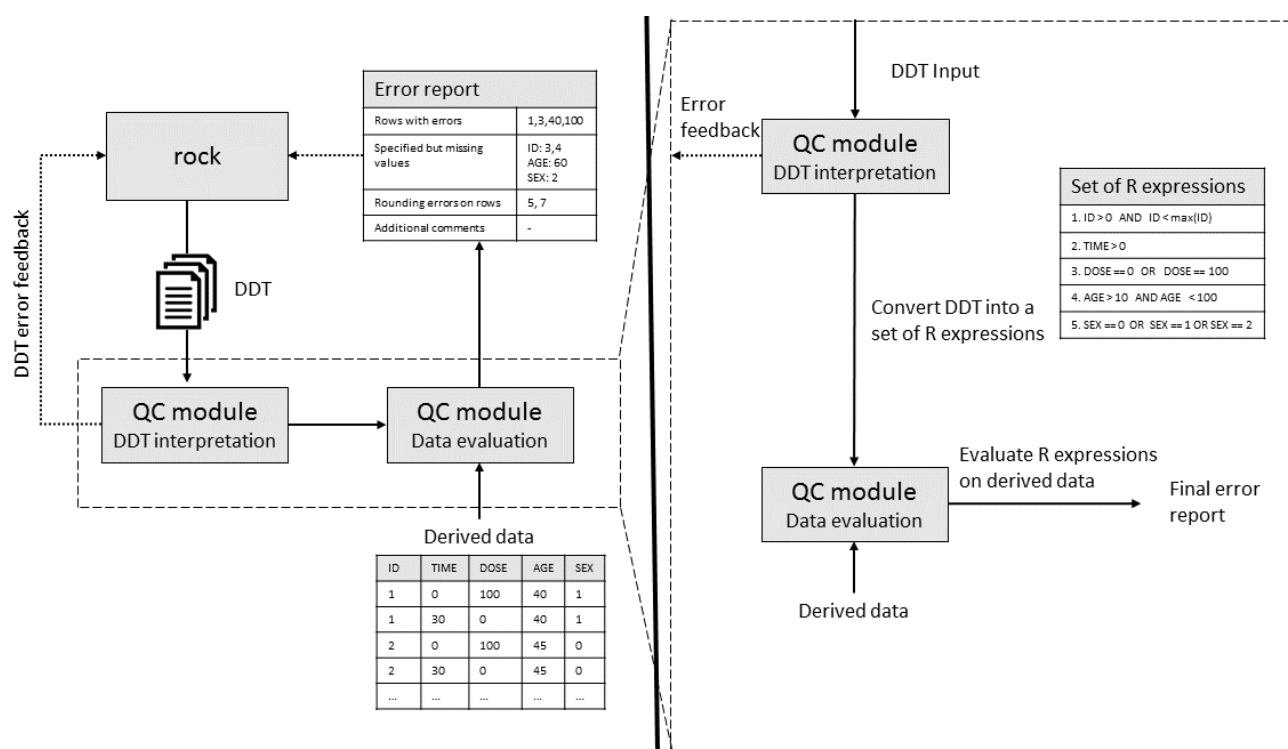 Error report
Rows with errors 1,3,40,100
Specified but missing values ID: 3,4
AGE: 60
SEX: 2
Rounding errors on rows 5, 7
Additional comments -
rock
DDT error feedback
DDT
QC module
DDT interpretation
QC module
Data evaluation
Derived data
ID TIME DOSE AGE SEX
1 0 100 40 1
1 30 0 40 1
2 0 100 45 0
2 30 0 45 0
... ... ... ... ...
DDT Input
Error
feedback
QC module
DDT interpretation
Set of R expressions
1. ID > 0 AND ID < max(ID)
2. TIME > 0
3. DOSE == 0 OR DOSE == 100
4. AGE > 10 AND AGE < 100
5. SEX == 0 OR SEX == 1 OR SEX == 2
Convert DDT into a
set of R expressions
QC module
Data evaluation
Evaluate R expressions
on derived data
Final error
report
Derived data